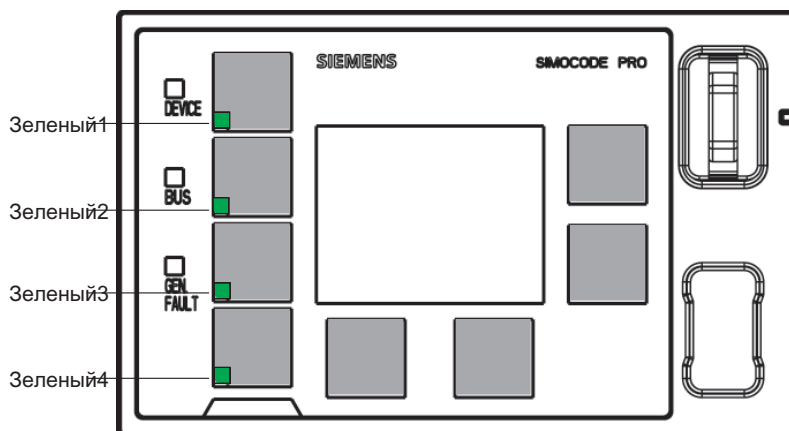 SIEMENS
SIMOCODE PRO
DEVICE
Зеленый1
BUS
Зеленый2
GEN.
FAULT
Зеленый3
Зеленый4